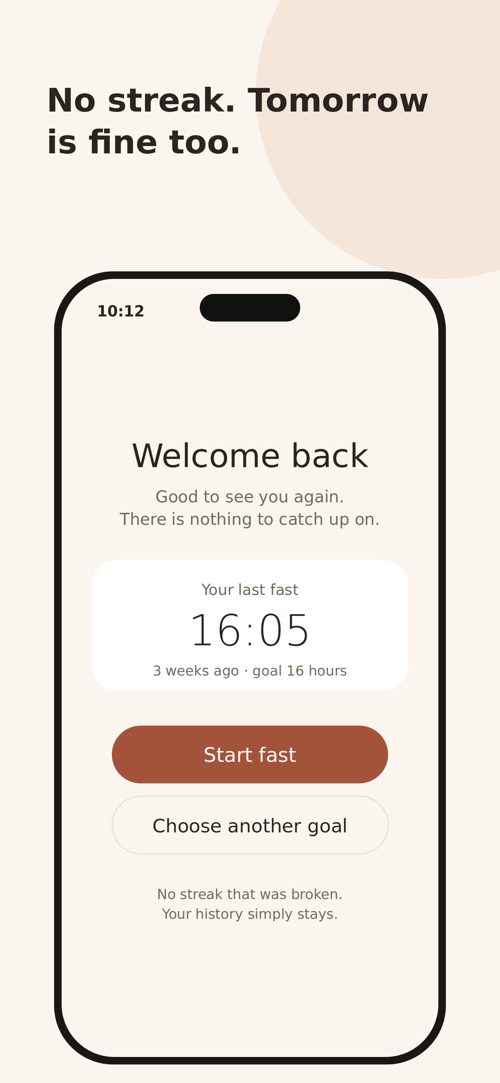 No streak. Tomorrow
is fine too.
10:12
Welcome back
Good to see you again.
There is nothing to catch up on.
Your last fast
16:05
3 weeks ago · goal 16 hours
Start fast
Choose another goal
No streak that was broken.
Your history simply stays.